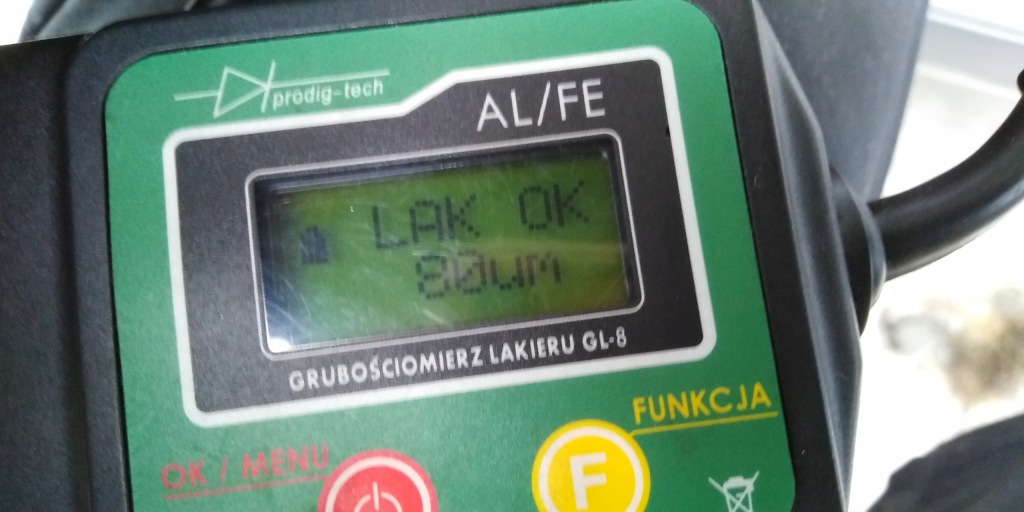 prodig-tech
AL/FE
LAK OK
80um
GRUBOŚCIOMIERZ LAKIERU GL-8
FUNKCJA
OK / MENU
F